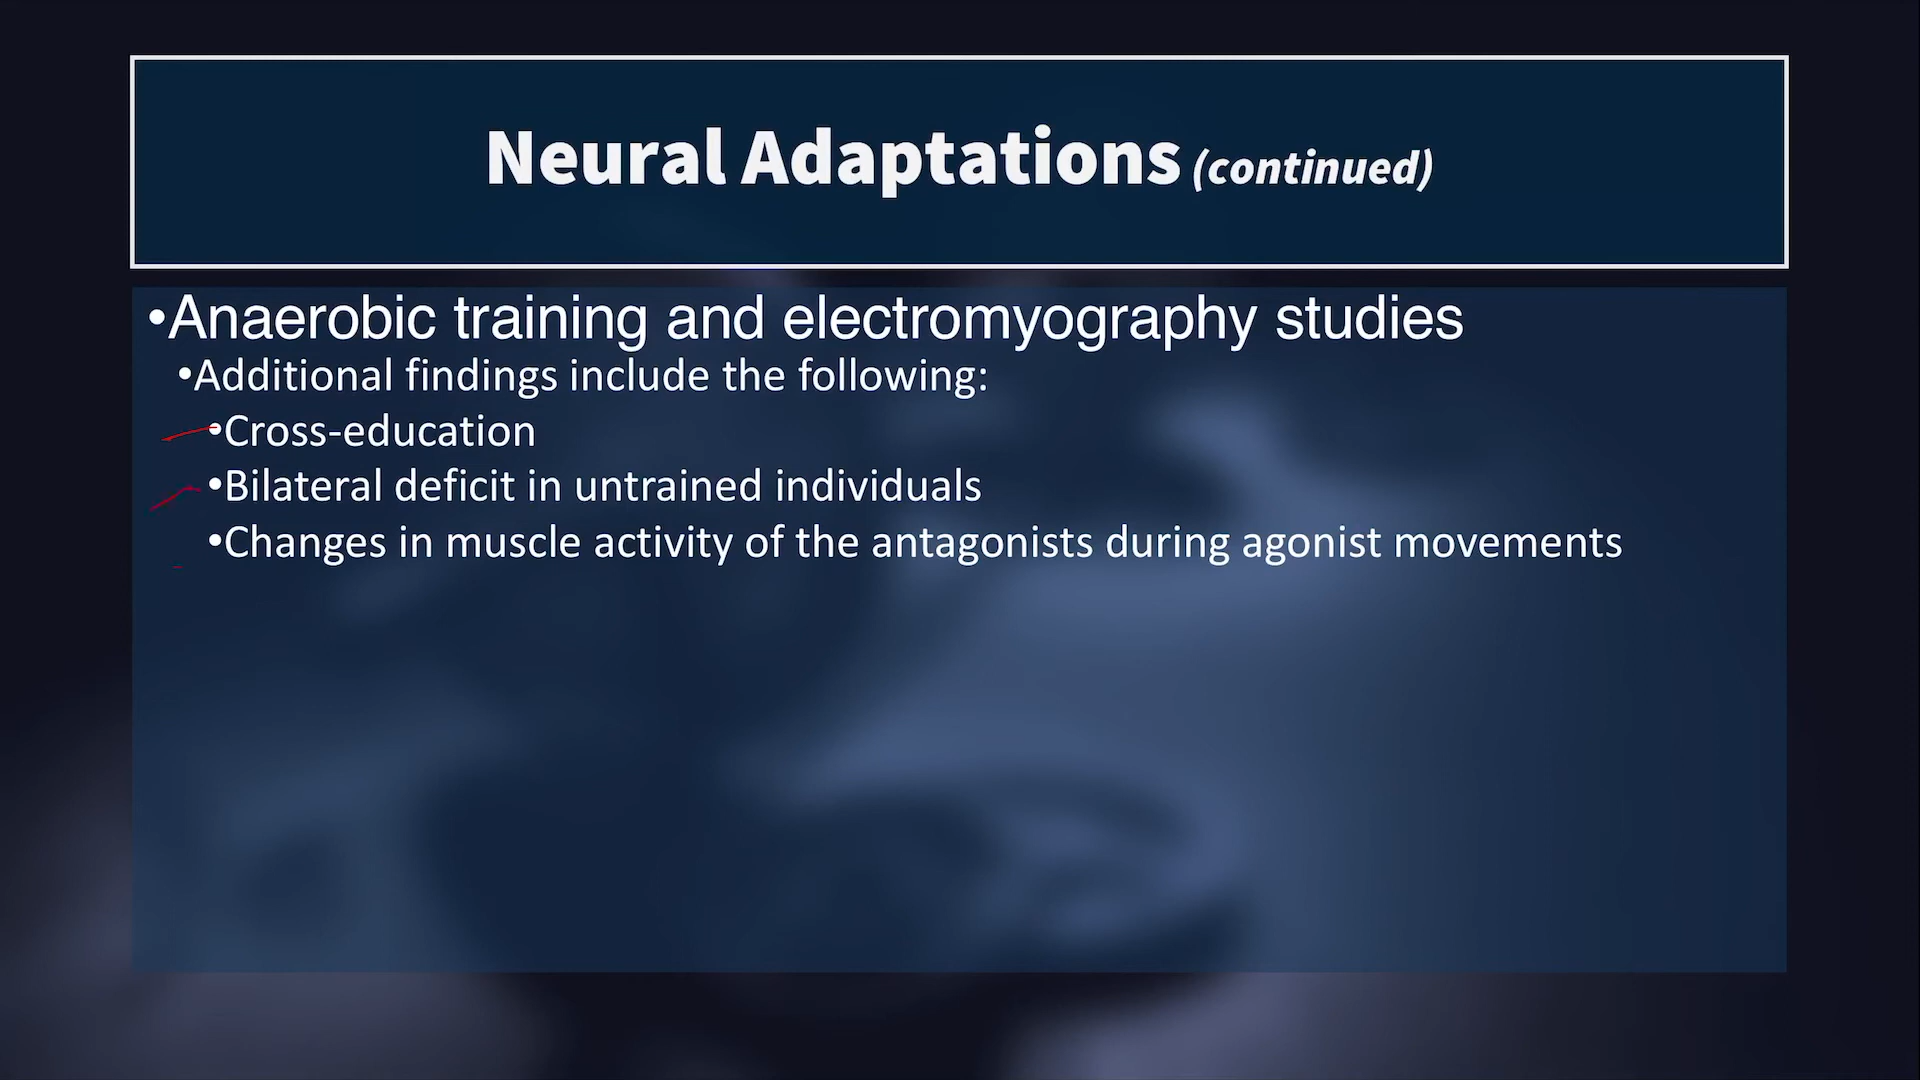 Neural Adaptations (continued)
•Anaerobic training and electromyography studies
•Additional findings include the following:
•Cross-education
•Bilateral deficit in untrained individuals
•Changes in muscle activity of the antagonists during agonist movements